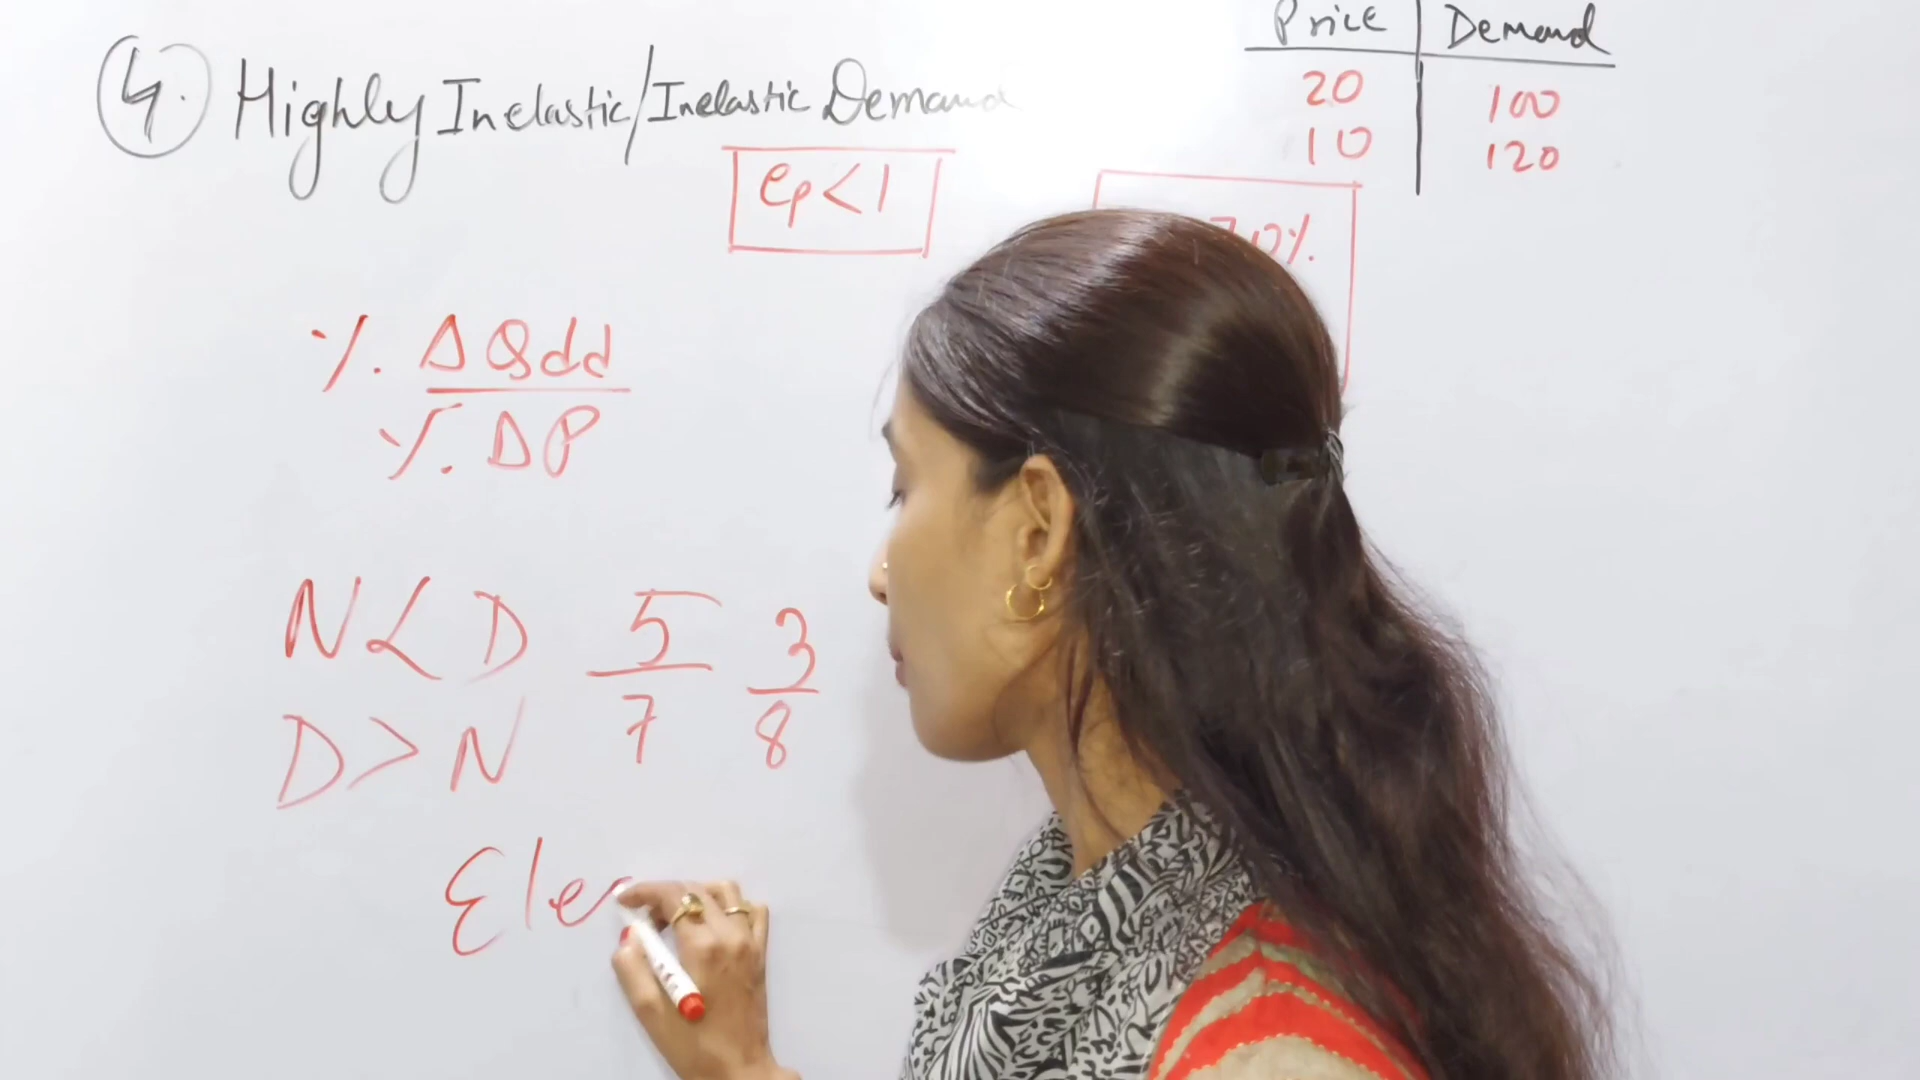 4. Highly Inelastic/Inelastic Demand
Price Demand
20 100
10 120
ep<1
% ΔQdd
% ΔP
N<D 5/7 3/8
D>N